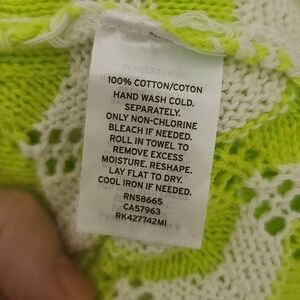 100% COTTON/COTON
HAND WASH COLD.
SEPARATELY.
ONLY NON-CHLORINE
BLEACH IF NEEDED.
ROLL IN TOWEL TO
REMOVE EXCESS
MOISTURE. RESHAPE.
LAY FLAT TO DRY.
COOL IRON IF NEEDED.
RN58665
CA57963
RK427742MI